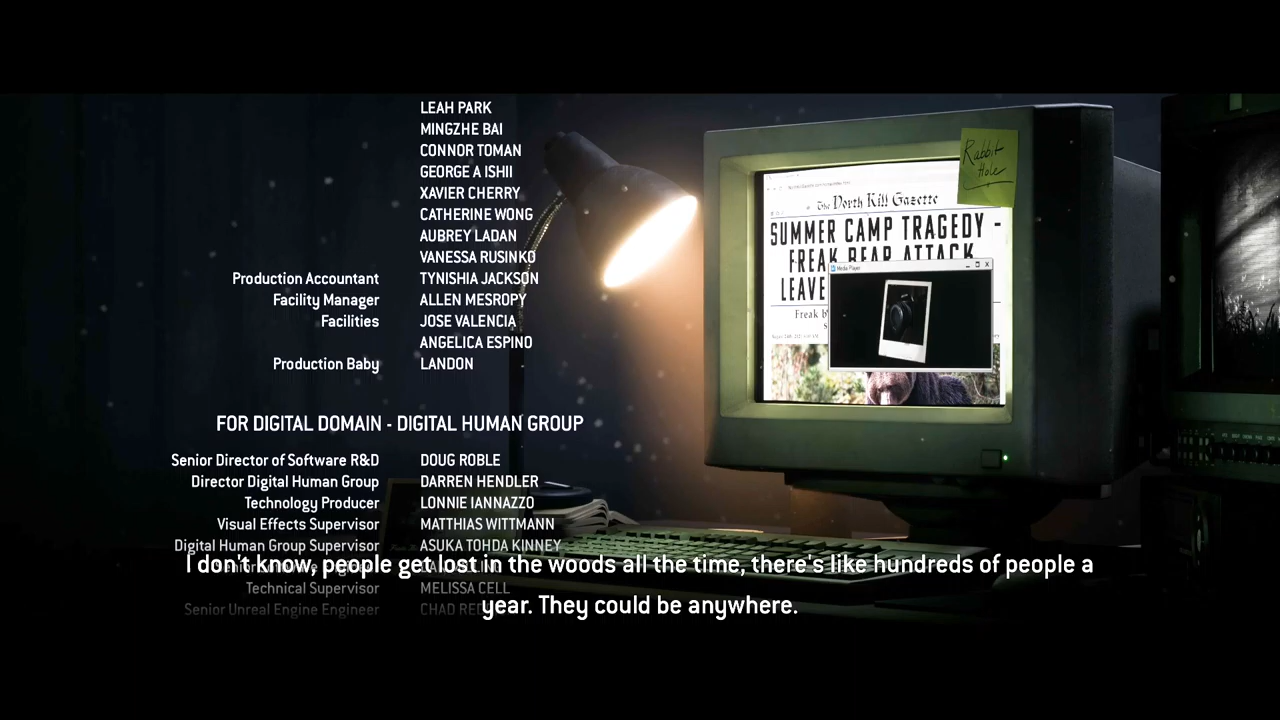 LEAH PARK
MINGZHE BAI
CONNOR TOMAN
GEORGE A ISHII
XAVIER CHERRY
CATHERINE WONG
AUBREY LADAN
VANESSA RUSINKO
Production Accountant TYNISHIA JACKSON
Facility Manager ALLEN MESROPY
Facilities JOSE VALENCIA
ANGELICA ESPINO
Production Baby LANDON
FOR DIGITAL DOMAIN - DIGITAL HUMAN GROUP
Senior Director of Software R&D DOUG ROBLE
Director Digital Human Group DARREN HENDLER
Technology Producer LONNIE IANNAZZO
Visual Effects Supervisor MATTHIAS WITTMANN
Digital Human Group Supervisor ASUKA TOHDA KINNEY
Technical Supervisor MELISSA CELL
Senior Unreal Engine Engineer CHAD
I don't know, people get lost in the woods all the time, there's like hundreds of people a
year. They could be anywhere.
Rabbit
Hole
The North Kill Gazette
SUMMER CAMP TRAGEDY -
FREAK BEAR ATTACK
LEAVE
Media Player
Freak b